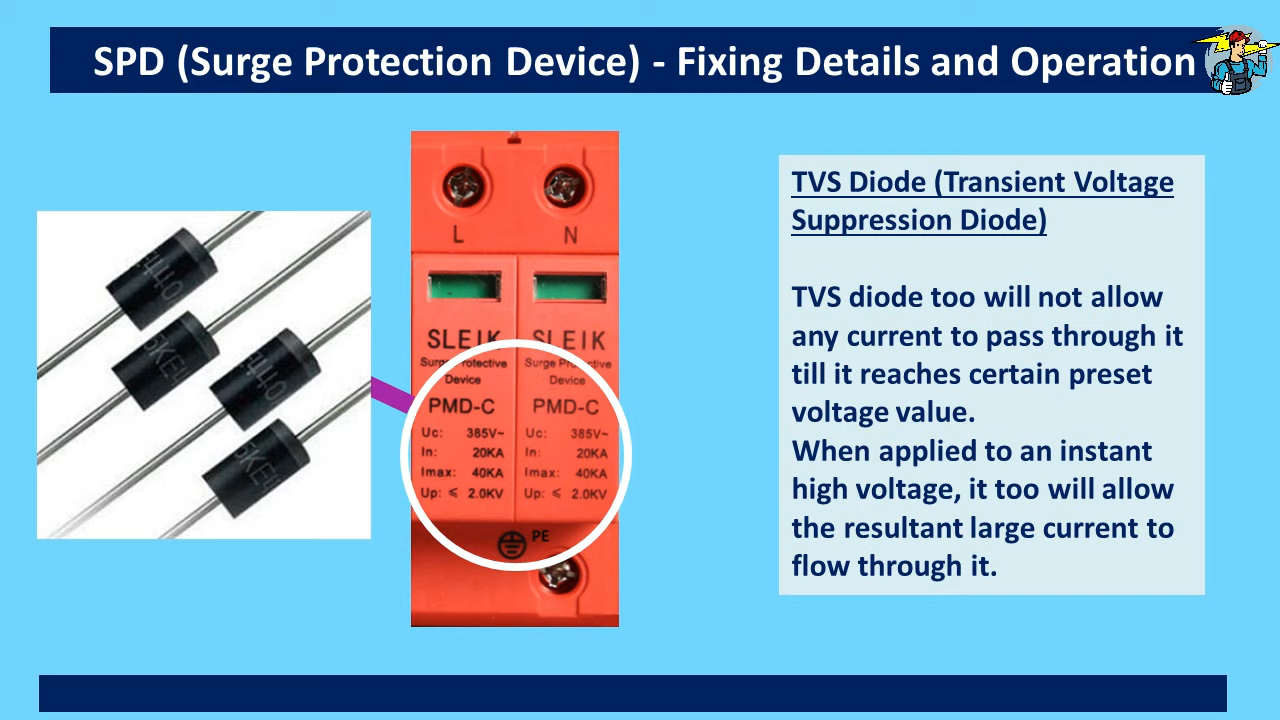 SPD (Surge Protection Device) - Fixing Details and Operation
TVS Diode (Transient Voltage
Suppression Diode)
TVS diode too will not allow
any current to pass through it
till it reaches certain preset
voltage value.
When applied to an instant
high voltage, it too will allow
the resultant large current to
flow through it.
L N
SLEIK SLEIK
Surge Protective Surge Protective
Device Device
PMD-C PMD-C
Uc: 385V~ Uc: 385V~
In: 20KA In: 20KA
Imax: 40KA Imax: 40KA
Up: ≤ 2.0KV Up: ≤ 2.0KV
PE